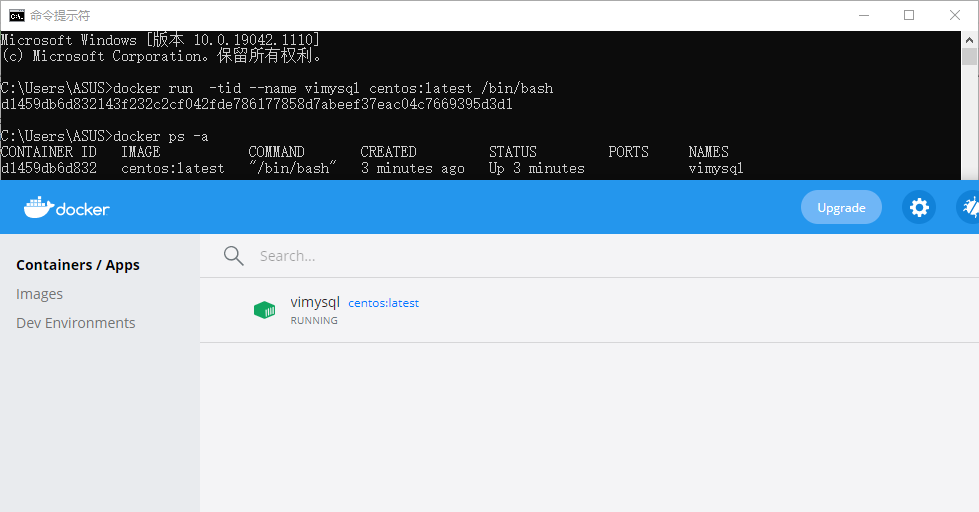 命令提示符
Microsoft Windows [版本 10.0.19042.1110]
(c) Microsoft Corporation。保留所有权利。
C:\Users\ASUS>docker run  -tid --name vimysql centos:latest /bin/bash
d1459db6d832143f232c2cf042fde786177858d7abeef37eac04c7669395d3d1
C:\Users\ASUS>docker ps -a
CONTAINER ID   IMAGE           COMMAND       CREATED         STATUS         PORTS     NAMES
d1459db6d832   centos:latest   "/bin/bash"   3 minutes ago   Up 3 minutes             vimysql
docker
Upgrade
Containers / Apps
Search...
Images
vimysql centos:latest
RUNNING
Dev Environments